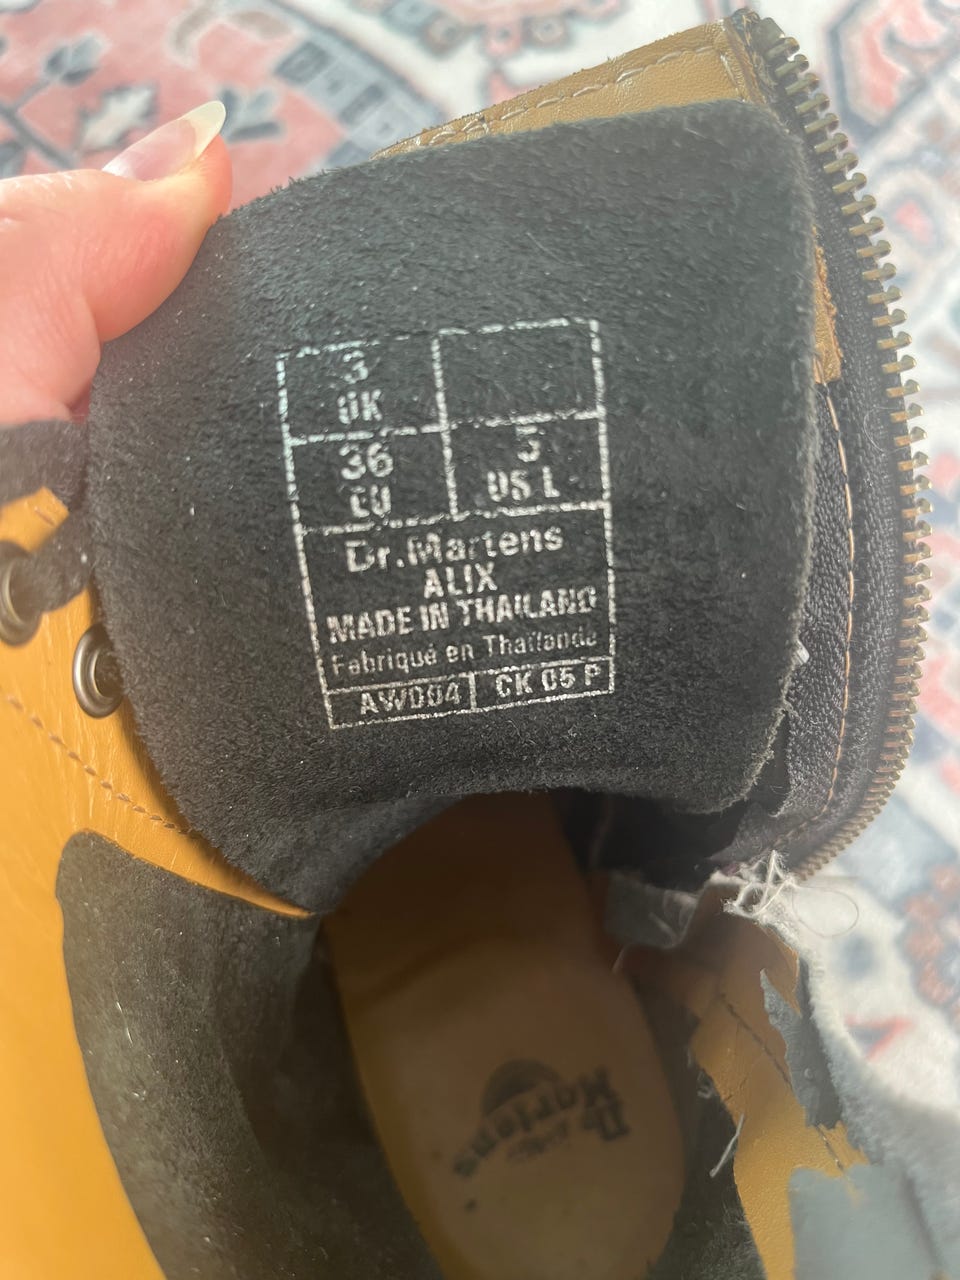 3
UK
36
EU
5
US L
Dr.Martens
ALIX
MADE IN THAILAND
Fabriqué en Thaïlande
AW004
CK 05 P
Dr.
Martens